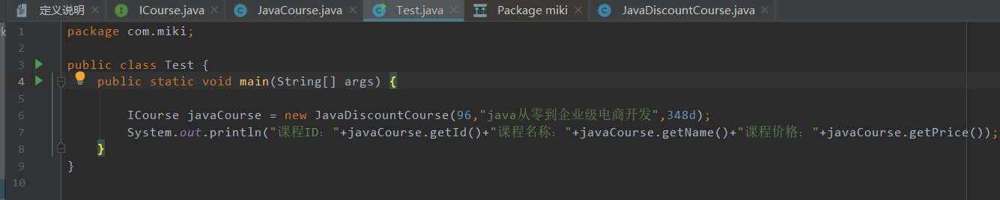 定义说明 ICourse.java JavaCourse.java Test.java Package miki JavaDiscountCourse.java
1 package com.miki;
2
3 public class Test {
4 public static void main(String[] args) {
5
6 ICourse javaCourse = new JavaDiscountCourse(96,"java从零到企业级电商开发",348d);
7 System.out.println("课程ID："+javaCourse.getId()+"课程名称："+javaCourse.getName()+"课程价格："+javaCourse.getPrice());
8 }
9 }
10